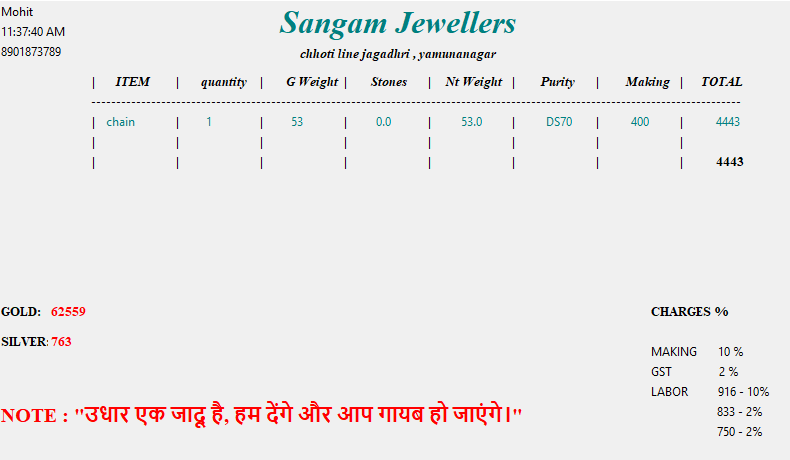 Mohit
Sangam Jewellers
11:37:40 AM
8901873789
chhoti line jagadhri , yamunanagar
| ITEM | quantity | G Weight | Stones | Nt Weight | Purity | Making | TOTAL
| chain | 1 | 53 | 0.0 | 53.0 | DS70 | 400 | 4443
| | | | | | | | 4443
GOLD: 62559
CHARGES %
SILVER: 763
MAKING 10 %
GST 2 %
LABOR 916 - 10%
833 - 2%
750 - 2%
NOTE : "उधार एक जादू है, हम देंगे और आप गायब हो जाएंगे।"